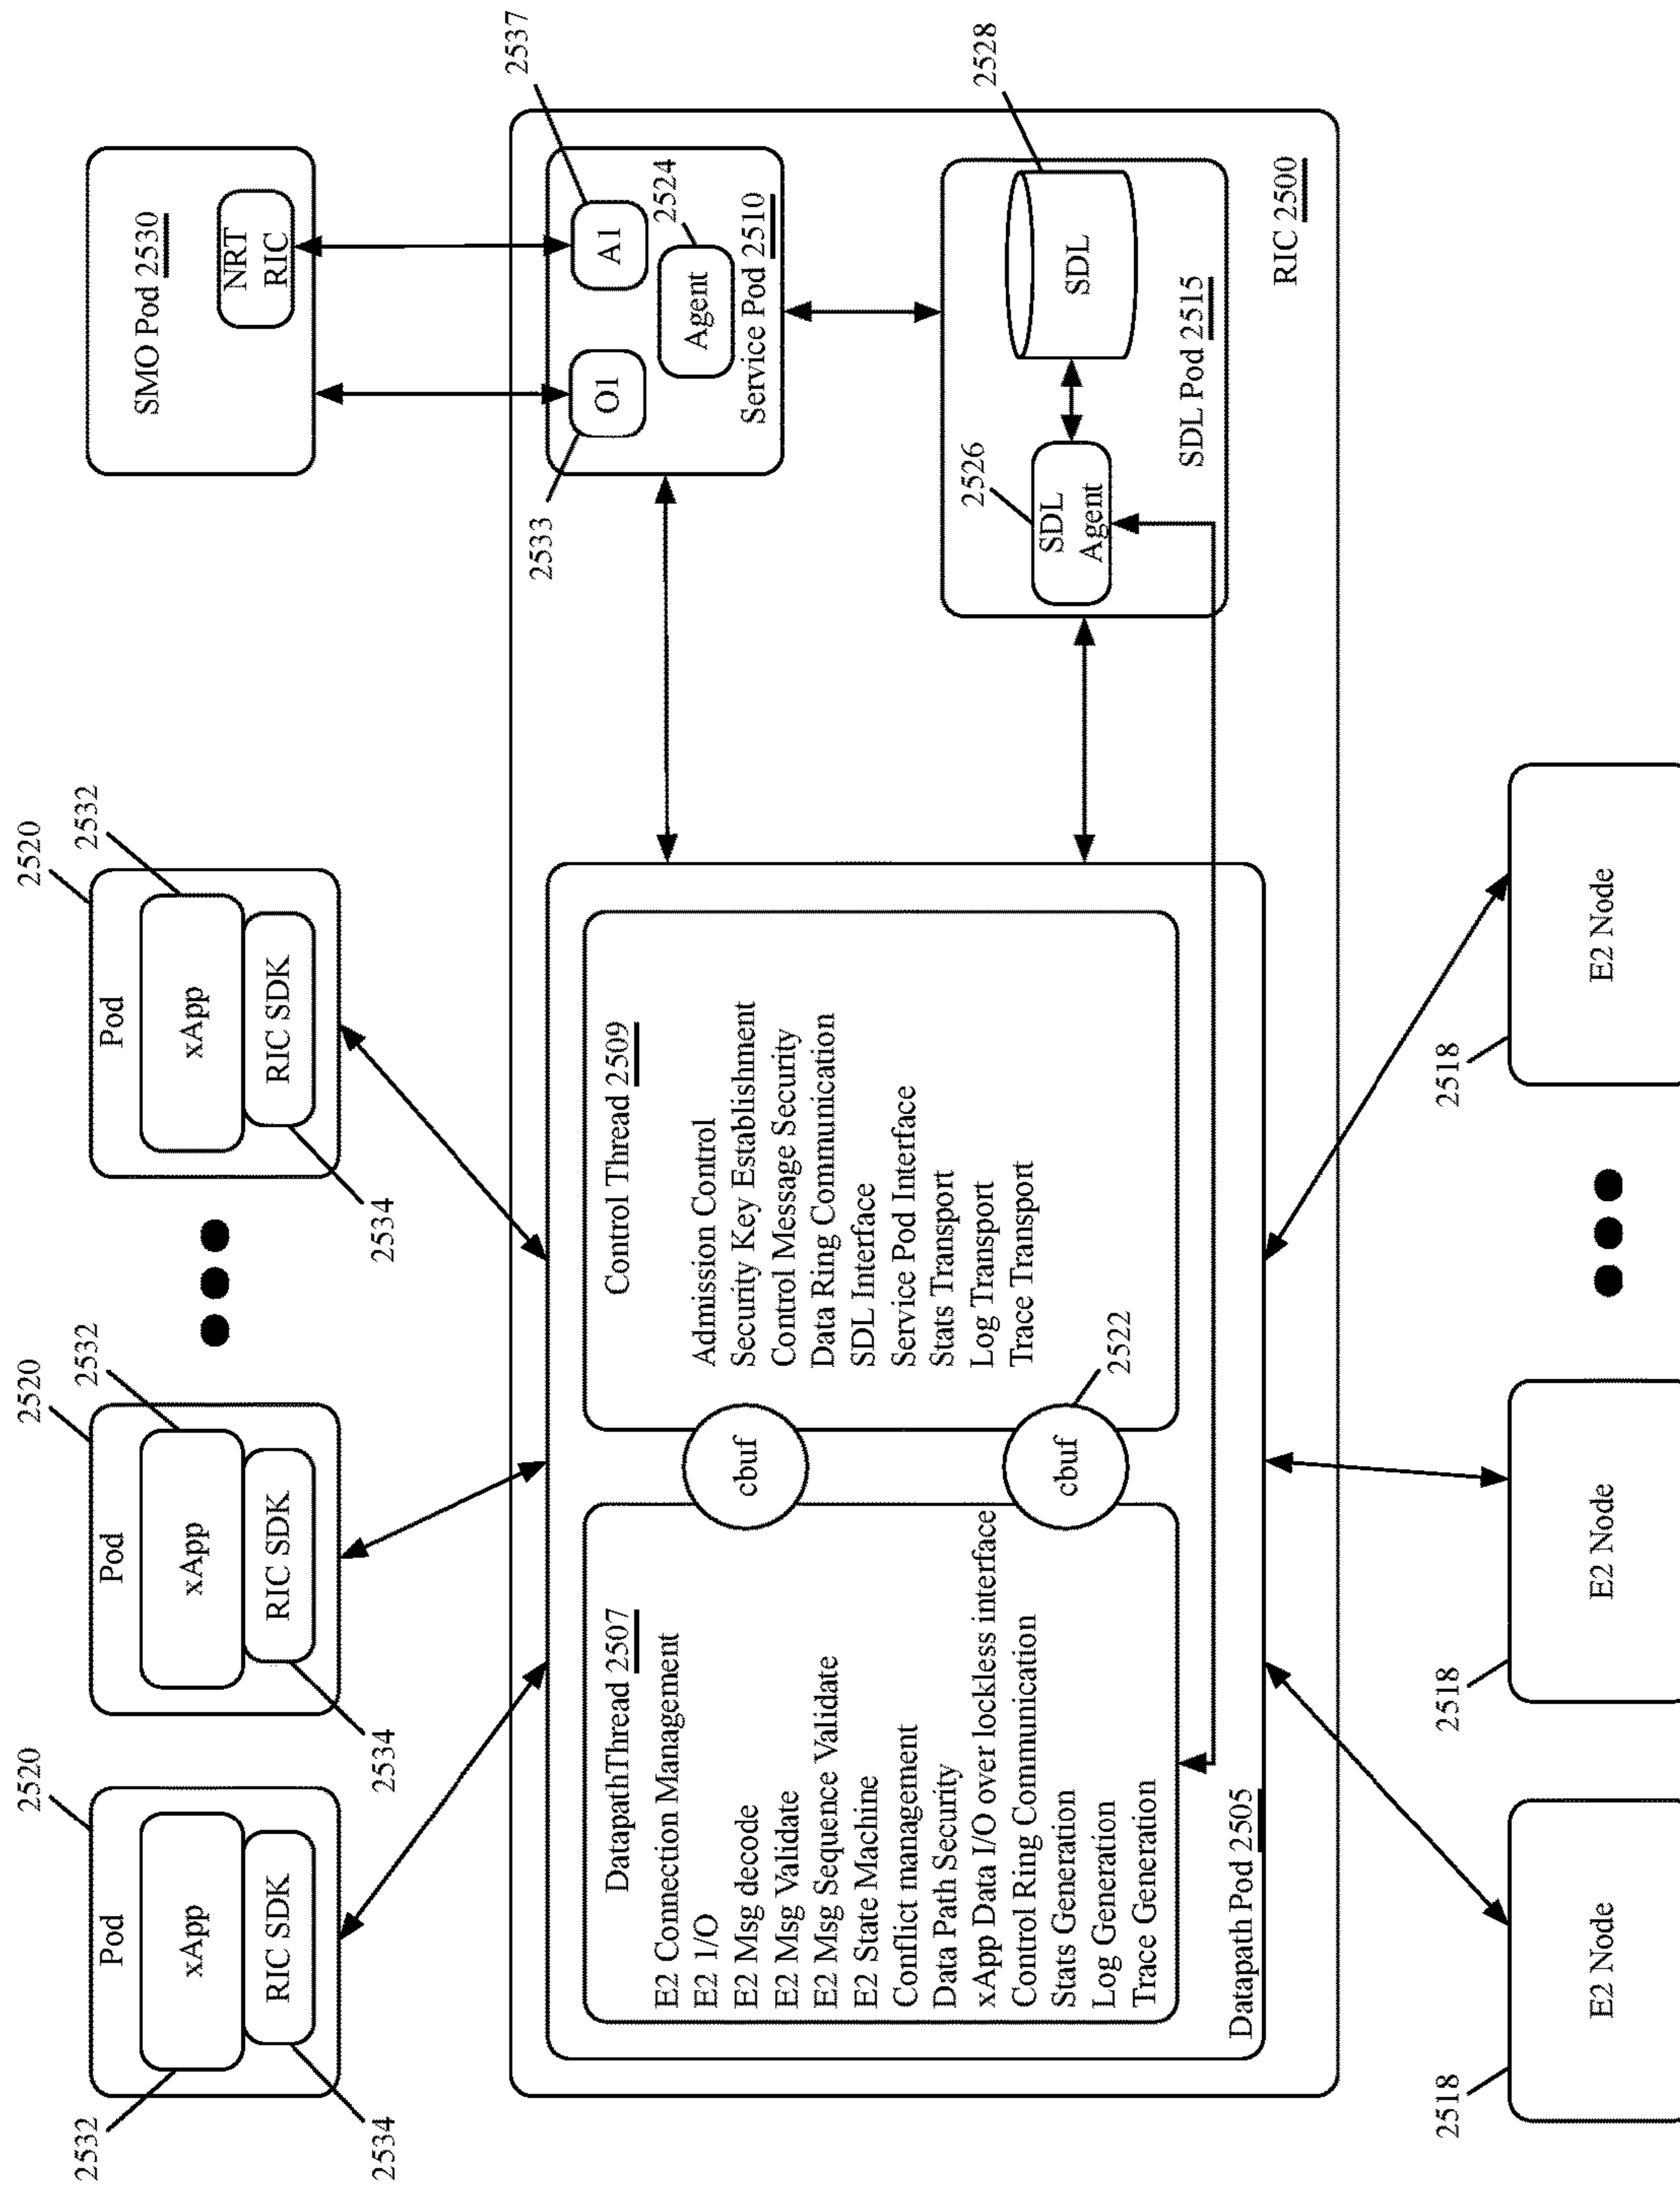 2520
Pod
xApp
RIC SDK
2532
2534
2520
2532
Pod
xApp
RIC SDK
2534
2520
2532
Pod
xApp
RIC SDK
2534
SMO Pod 2530
NRT
RIC
2537
2533
O1
A1
Agent
2524
Service Pod 2510
DatapathThread 2507
E2 Connection Management
E2 I/O
E2 Msg decode
E2 Msg Validate
E2 Msg Sequence Validate
E2 State Machine
Conflict management
Data Path Security
xApp Data I/O over lockless interface
Control Ring Communication
Stats Generation
Log Generation
Trace Generation
cbuf
cbuf
2522
Control Thread 2509
Admission Control
Security Key Establishment
Control Message Security
Data Ring Communication
SDL Interface
Service Pod Interface
Stats Transport
Log Transport
Trace Transport
Datapath Pod 2505
2526
SDL
Agent
2528
SDL
SDL Pod 2515
RIC 2500
2518
E2 Node
2518
E2 Node
2518
E2 Node